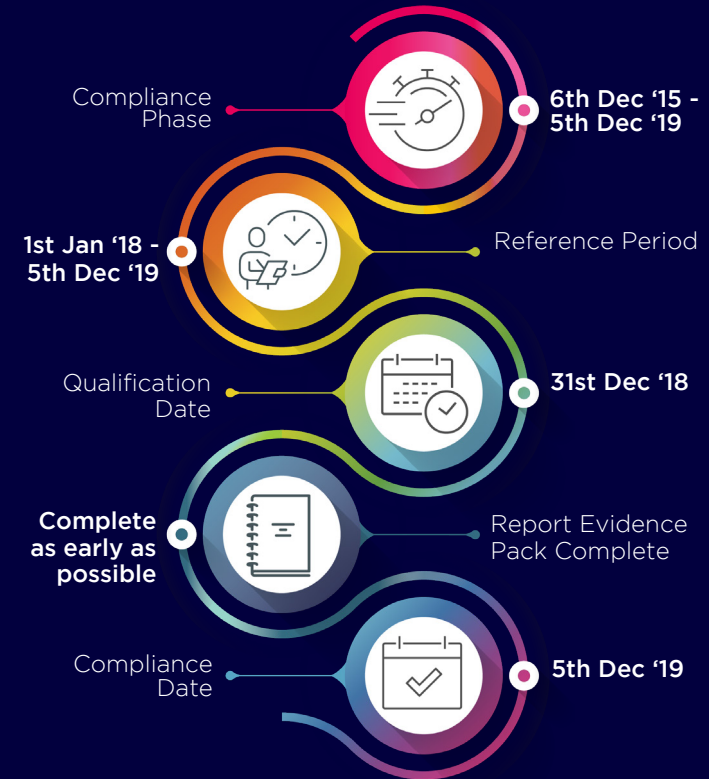 Compliance
Phase
6th Dec ‘15 -
5th Dec ‘19
1st Jan ‘18 -
5th Dec ‘19
Reference Period
Qualification
Date
31st Dec ‘18
Complete
as early as
possible
Report Evidence
Pack Complete
Compliance
Date
5th Dec ‘19